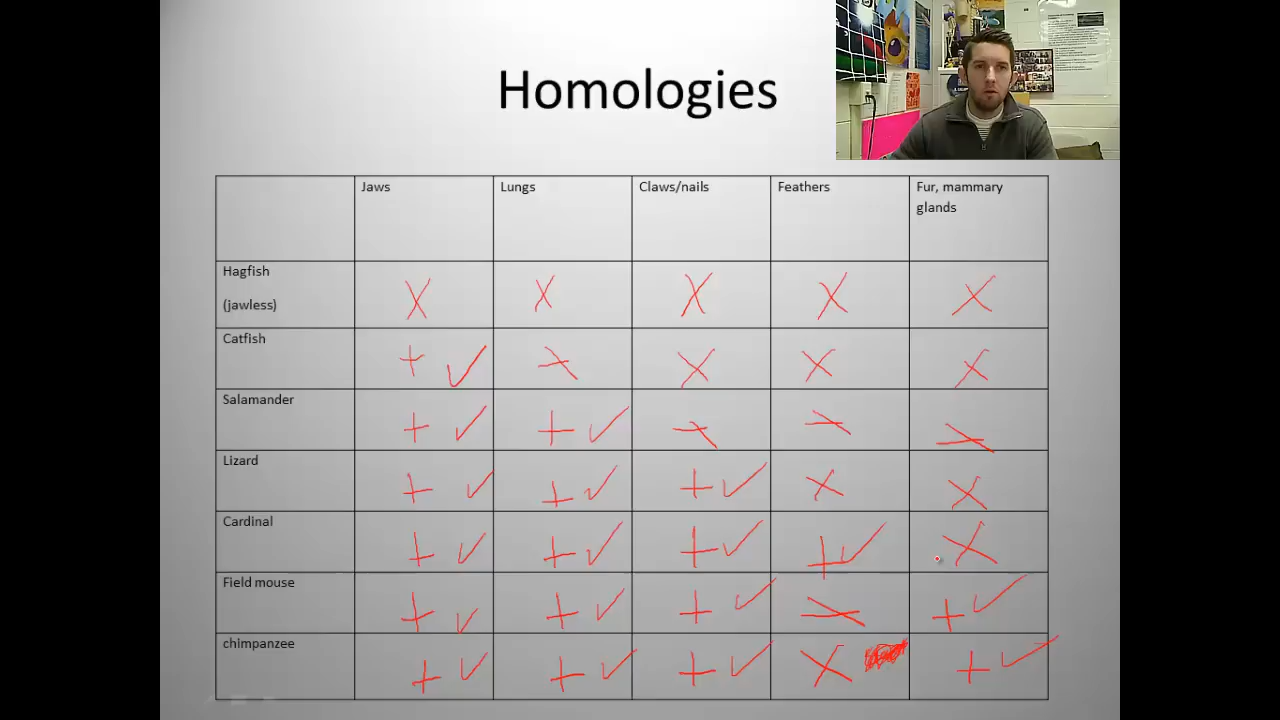 Homologies
Jaws
Lungs
Claws/nails
Feathers
Fur, mammary
glands
Hagfish
(jawless)
X
X
X
X
X
Catfish
+ ✓
X
X
X
X
Salamander
+ ✓
+ ✓
X
X
X
Lizard
+ ✓
+ ✓
+ ✓
X
X
Cardinal
+ ✓
+ ✓
+ ✓
+ ✓
X
Field mouse
+ ✓
+ ✓
+ ✓
X
+ ✓
chimpanzee
+ ✓
+ ✓
+ ✓
X
+ ✓